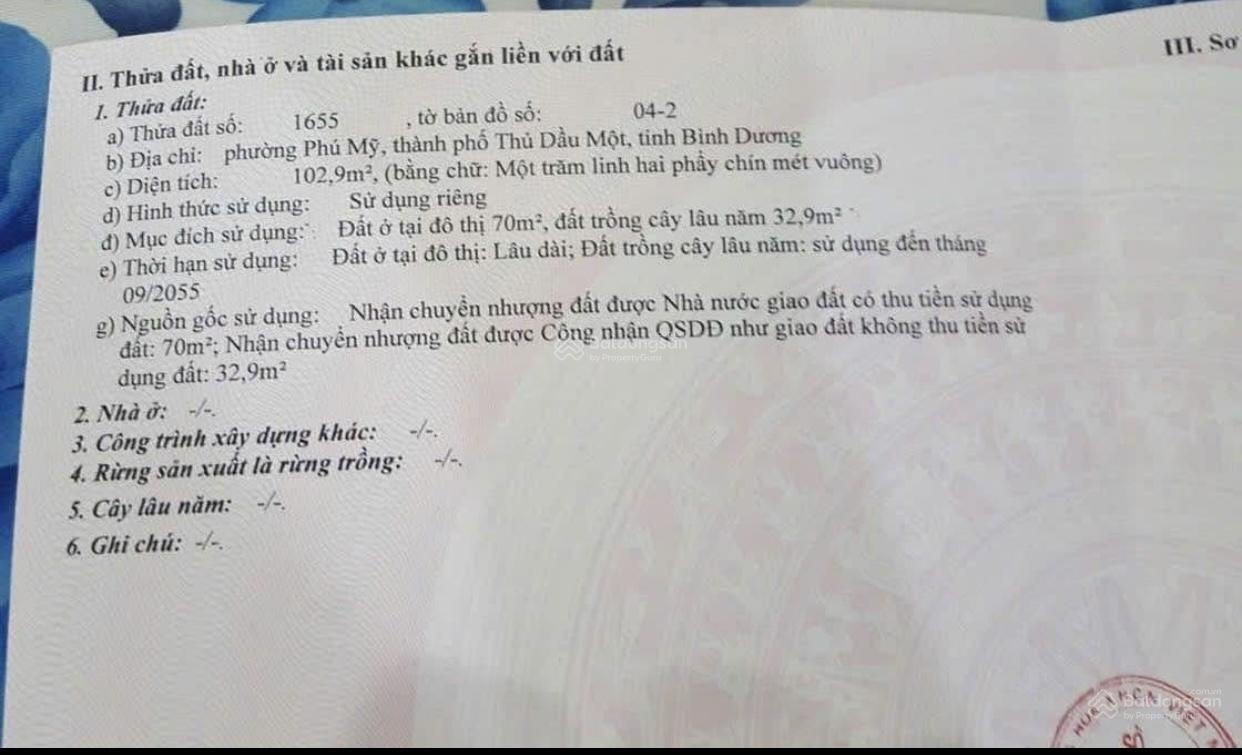 II. Thửa đất, nhà ở và tài sản khác gắn liền với đất
III. Sơ
1. Thửa đất:
a) Thửa đất số: 1655 , tờ bản đồ số: 04-2
b) Địa chỉ: phường Phú Mỹ, thành phố Thủ Dầu Một, tỉnh Bình Dương
c) Diện tích: 102,9m², (bằng chữ: Một trăm linh hai phẩy chín mét vuông)
d) Hình thức sử dụng: Sử dụng riêng
đ) Mục đích sử dụng: Đất ở tại đô thị 70m², đất trồng cây lâu năm 32,9m²
e) Thời hạn sử dụng: Đất ở tại đô thị: Lâu dài; Đất trồng cây lâu năm: sử dụng đến tháng
09/2055
g) Nguồn gốc sử dụng: Nhận chuyển nhượng đất được Nhà nước giao đất có thu tiền sử dụng
đất: 70m²; Nhận chuyển nhượng đất được Công nhận QSDĐ như giao đất không thu tiền sử
dụng đất: 32,9m²
Batdongsan
by PropertyGuru
2. Nhà ở: -/-.
3. Công trình xây dựng khác: -/-.
4. Rừng sản xuất là rừng trồng: -/-.
5. Cây lâu năm: -/-.
6. Ghi chú: -/-.
Batdongsan
.com.vn
by PropertyGuru